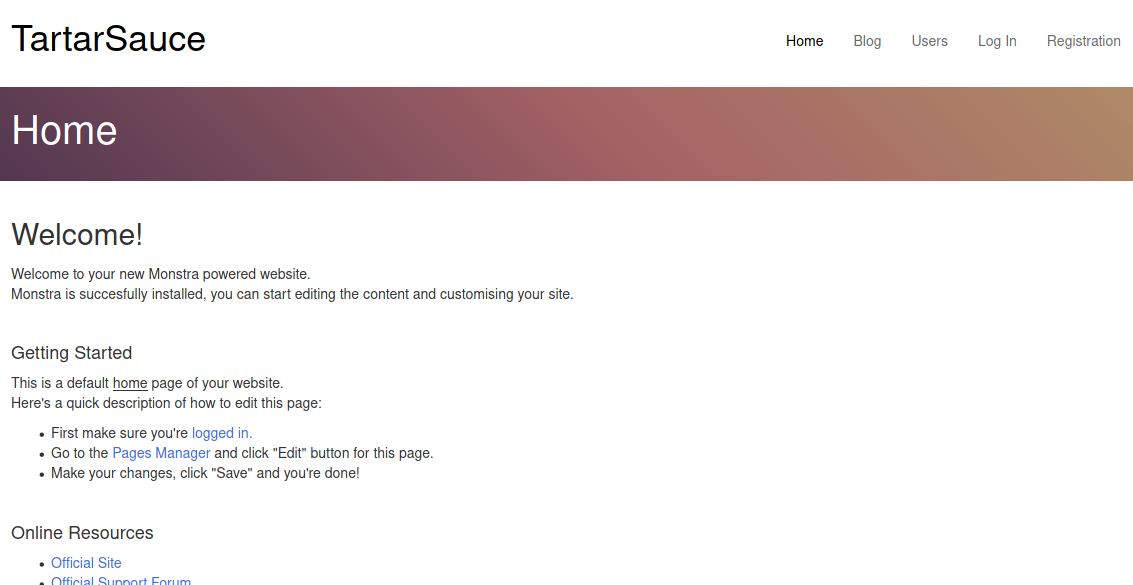 TartarSauce
Home Blog Users Log In Registration
Home
Welcome!
Welcome to your new Monstra powered website.
Monstra is succesfully installed, you can start editing the content and customising your site.
Getting Started
This is a default home page of your website.
Here's a quick description of how to edit this page:
First make sure you're logged in.
Go to the Pages Manager and click "Edit" button for this page.
Make your changes, click "Save" and you're done!
Online Resources
Official Site
Official Support Forum